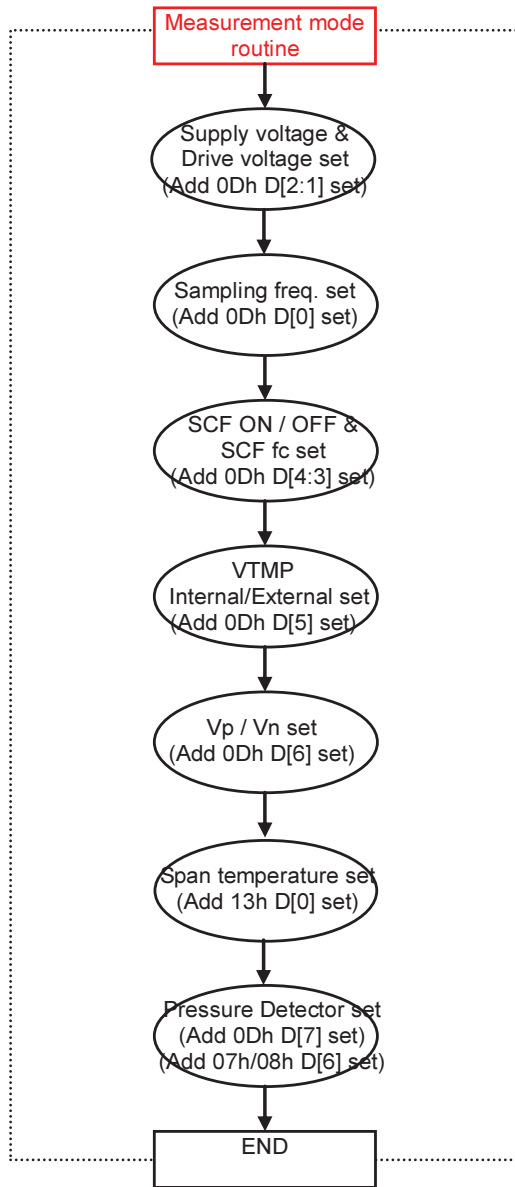 Measurement mode
routine
Supply voltage &
Drive voltage set
(Add 0Dh D[2:1] set)
Sampling freq. set
(Add 0Dh D[0] set)
SCF ON / OFF &
SCF fc set
(Add 0Dh D[4:3] set)
VTMP
Internal/External set
(Add 0Dh D[5] set)
Vp / Vn set
(Add 0Dh D[6] set)
Span temperature set
(Add 13h D[0] set)
Pressure Detector set
(Add 0Dh D[7] set)
(Add 07h/08h D[6] set)
END